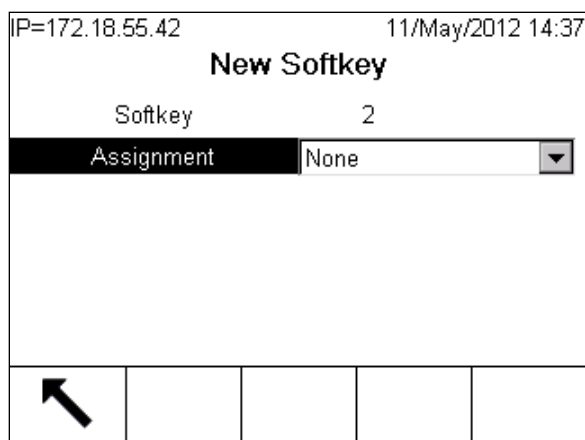 IP=172.18.55.42 11/May/2012 14:37
New Softkey
Softkey 2
Assignment None